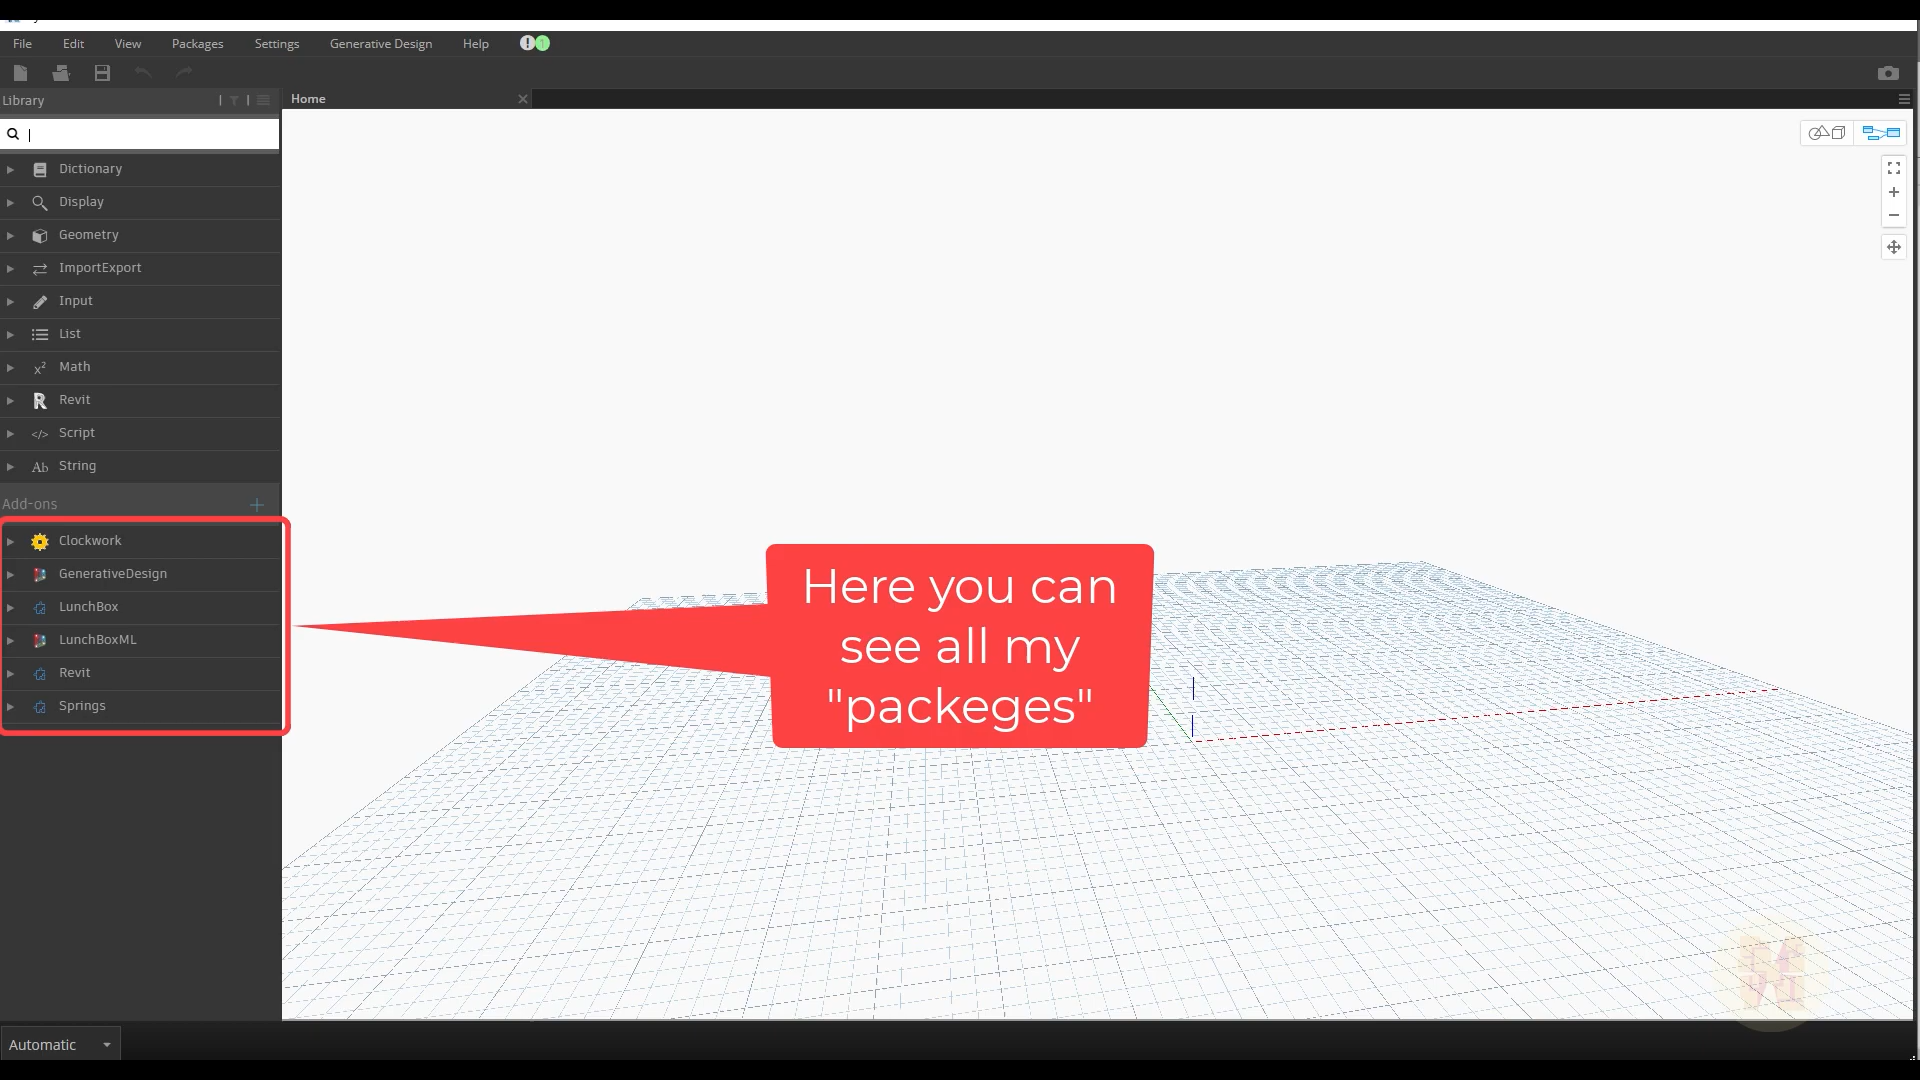 File Edit View Packages Settings Generative Design Help
Library
Home
Dictionary
Display
Geometry
ImportExport
Input
List
Math
Revit
Script
String
Add-ons
Clockwork
GenerativeDesign
LunchBox
LunchBoxML
Revit
Springs
Here you can
see all my
"packeges"
Automatic